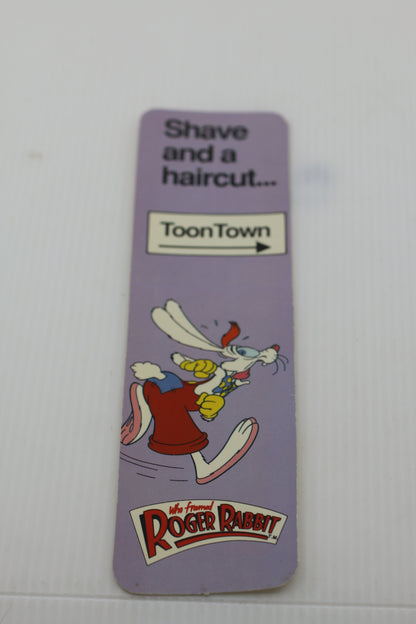 Shave
and a
haircut...
ToonTown
Who framed
ROGER RABBIT